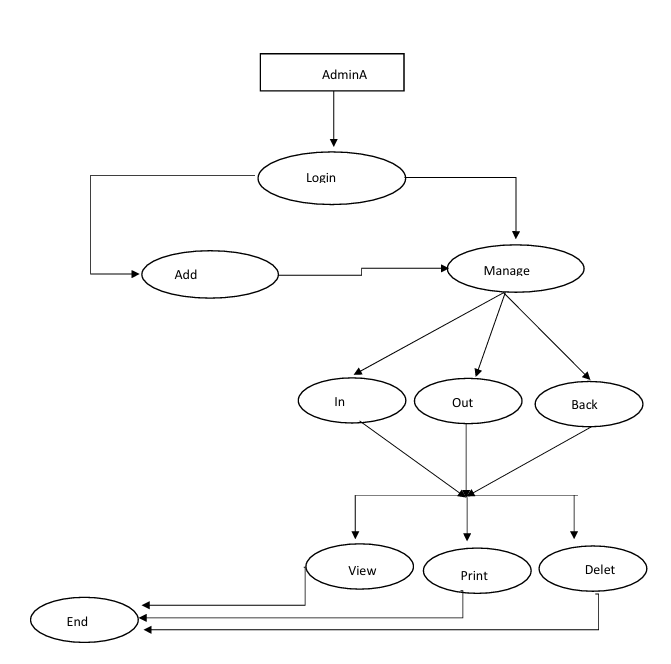 AdminA
Login
Add
Manage
In
Out
Back
View
Print
Delet
End